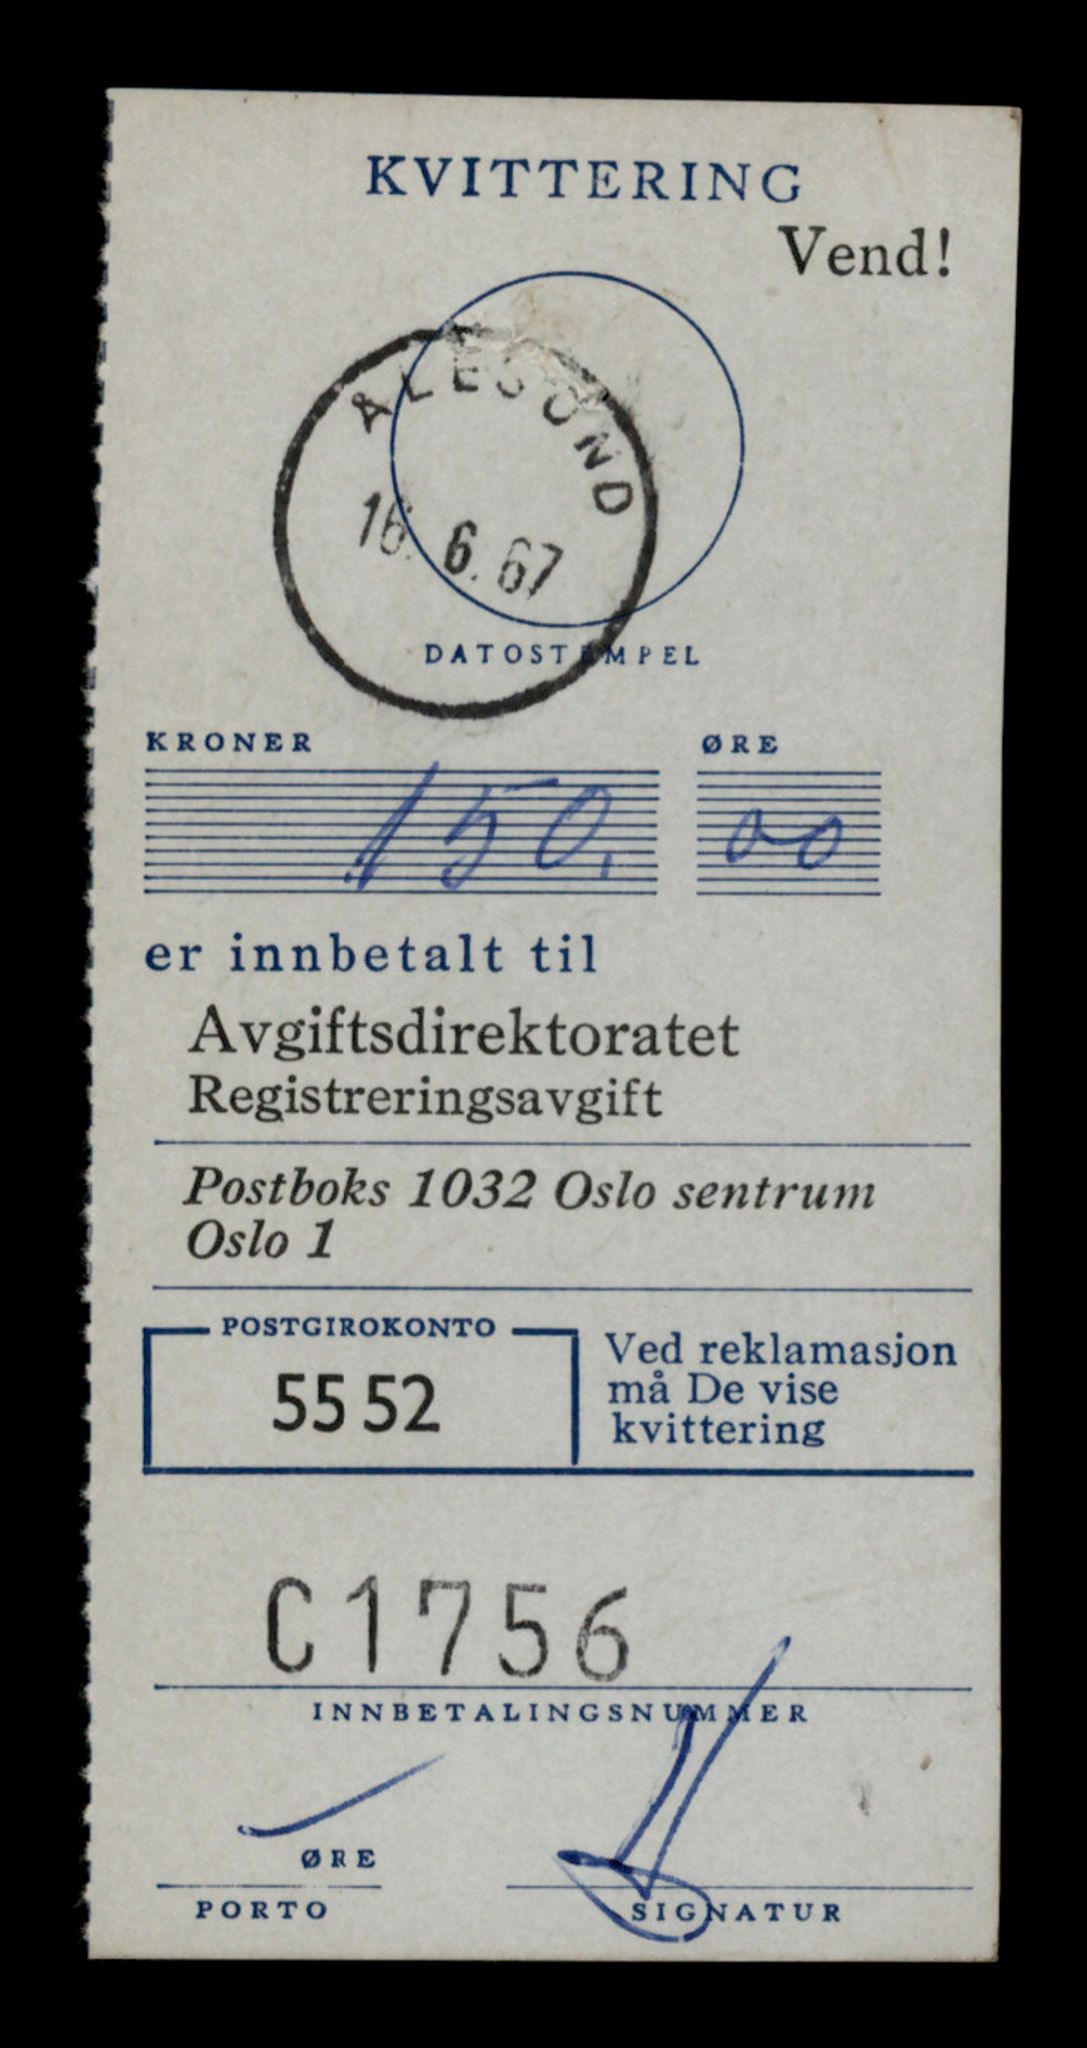 KVITTERING
Vend!
ÅLESUND
16. 6. 67
DATOSTEMPEL
KRONER ØRE
150, 00
er innbetalt til
Avgiftsdirektoratet
Registreringsavgift
Postboks 1032 Oslo sentrum
Oslo 1
POSTGIROKONTO
55 52
Ved reklamasjon
må De vise
kvittering
C1756
INNBETALINGSNUMMER
ØRE
PORTO SIGNATUR